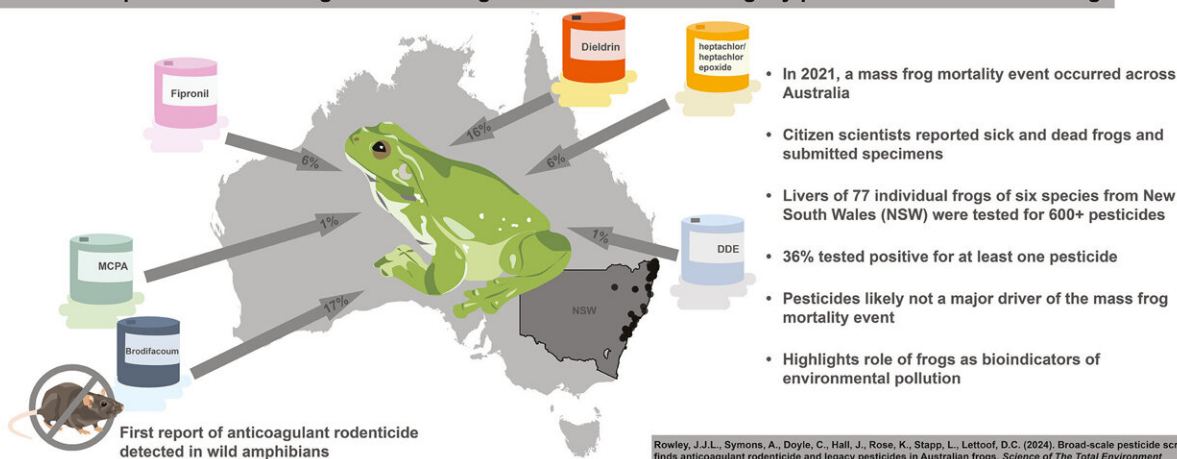 Fipronil
6%
Dieldrin
16%
heptachlor/
heptachlor
epoxide
6%
MCPA
1%
DDE
1%
Brodifacoum
17%
NSW
First report of anticoagulant rodenticide
detected in wild amphibians
• In 2021, a mass frog mortality event occurred across
Australia
• Citizen scientists reported sick and dead frogs and
submitted specimens
• Livers of 77 individual frogs of six species from New
South Wales (NSW) were tested for 600+ pesticides
• 36% tested positive for at least one pesticide
• Pesticides likely not a major driver of the mass frog
mortality event
• Highlights role of frogs as bioindicators of
environmental pollution
Rowley, J.J.L., Symons, A., Doyle, C., Hall, J., Rose, K., Stapp, L., Lettoof, D.C. (2024). Broad-scale pesticide
finds anticoagulant rodenticide and legacy pesticides in Australian frogs. Science of The Total Environment